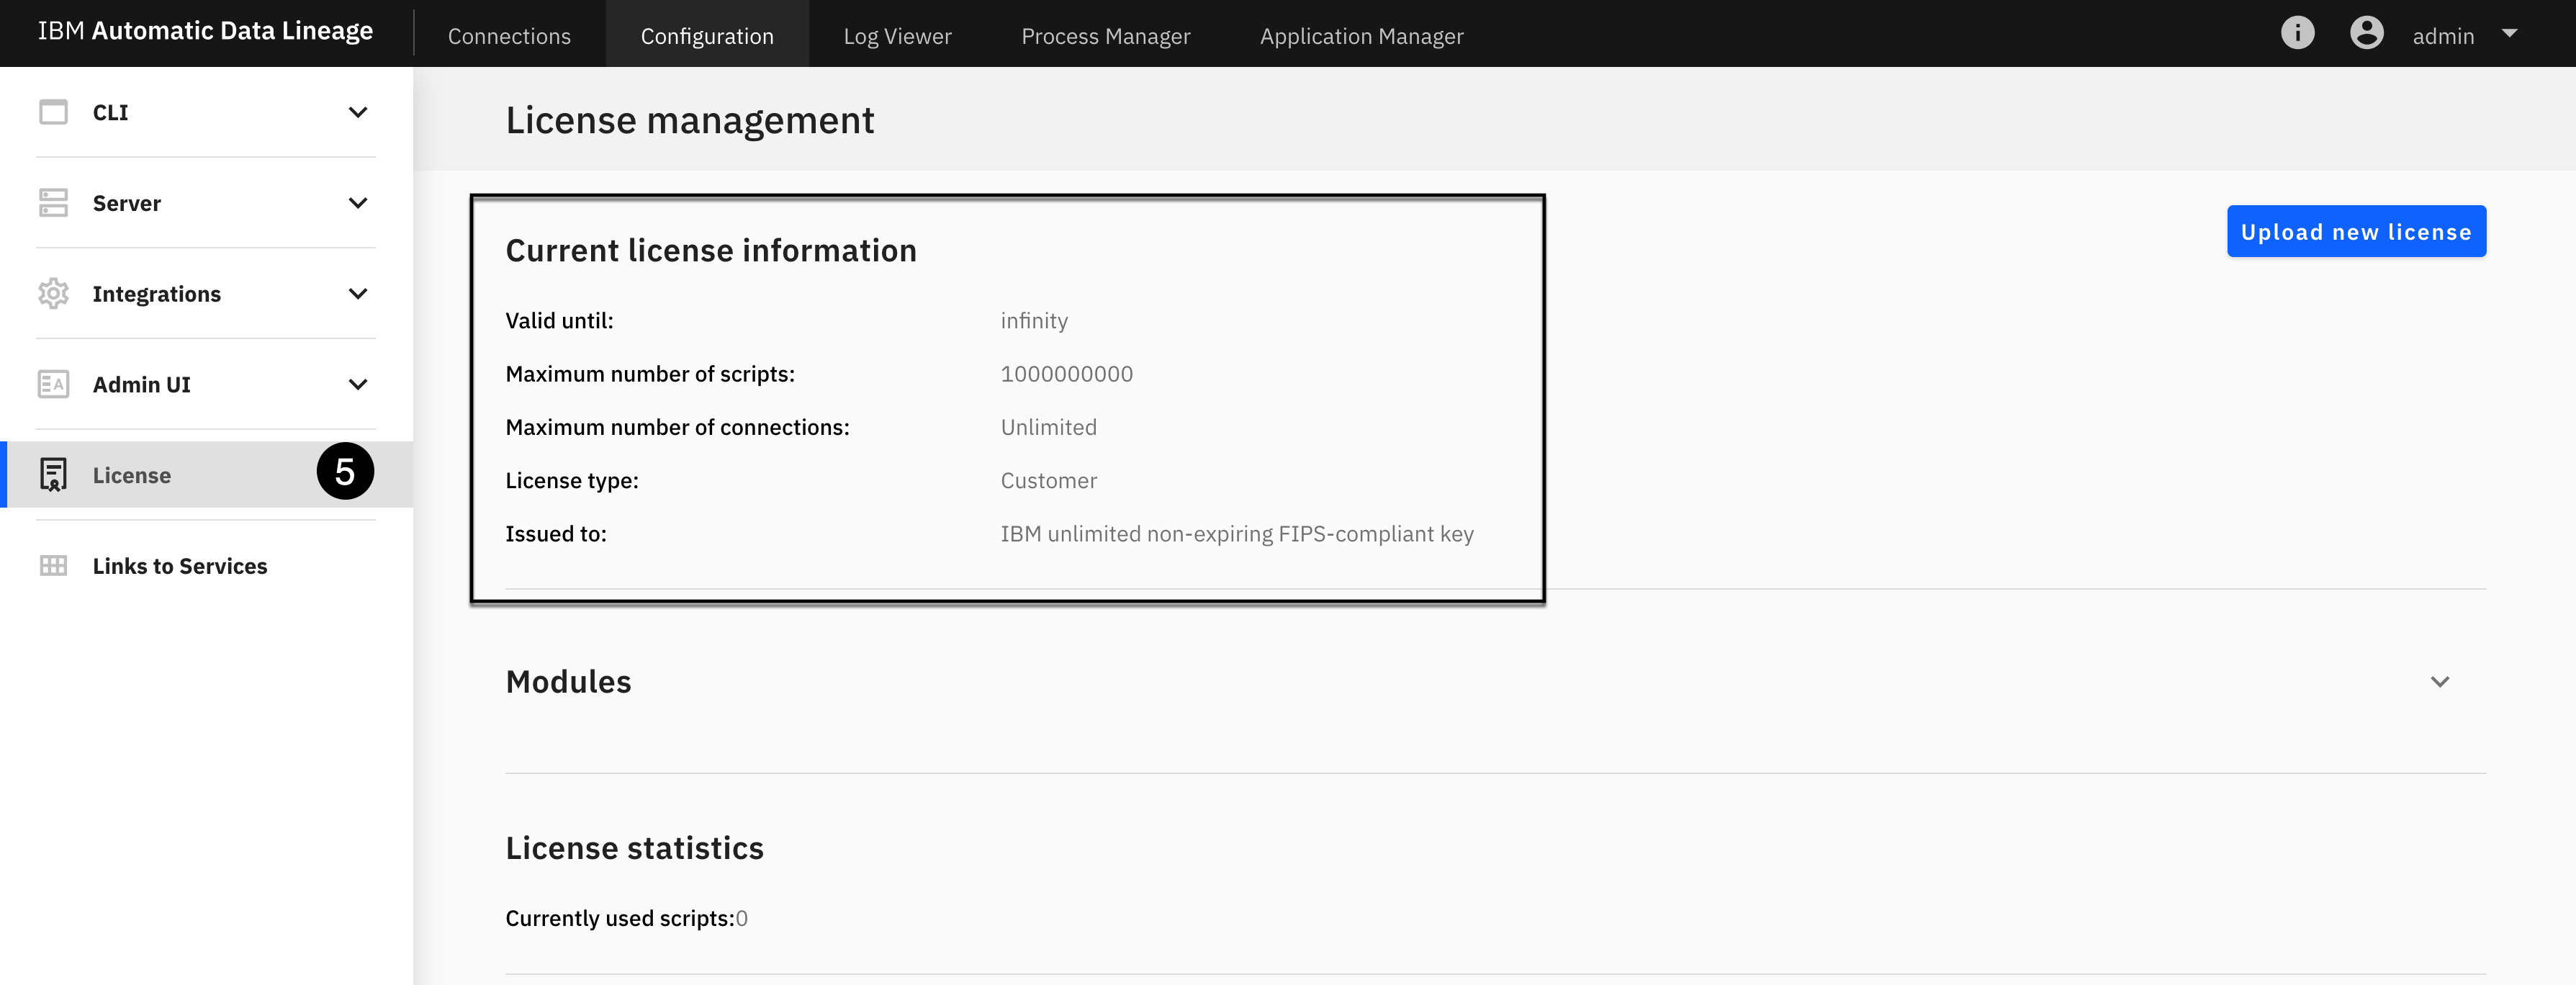 IBM Automatic Data Lineage
Connections
Configuration
Log Viewer
Process Manager
Application Manager
admin
CLI
Server
Integrations
Admin UI
License
5
Links to Services
License management
Current license information
Upload new license
Valid until: infinity
Maximum number of scripts: 1000000000
Maximum number of connections: Unlimited
License type: Customer
Issued to: IBM unlimited non-expiring FIPS-compliant key
Modules
License statistics
Currently used scripts:0